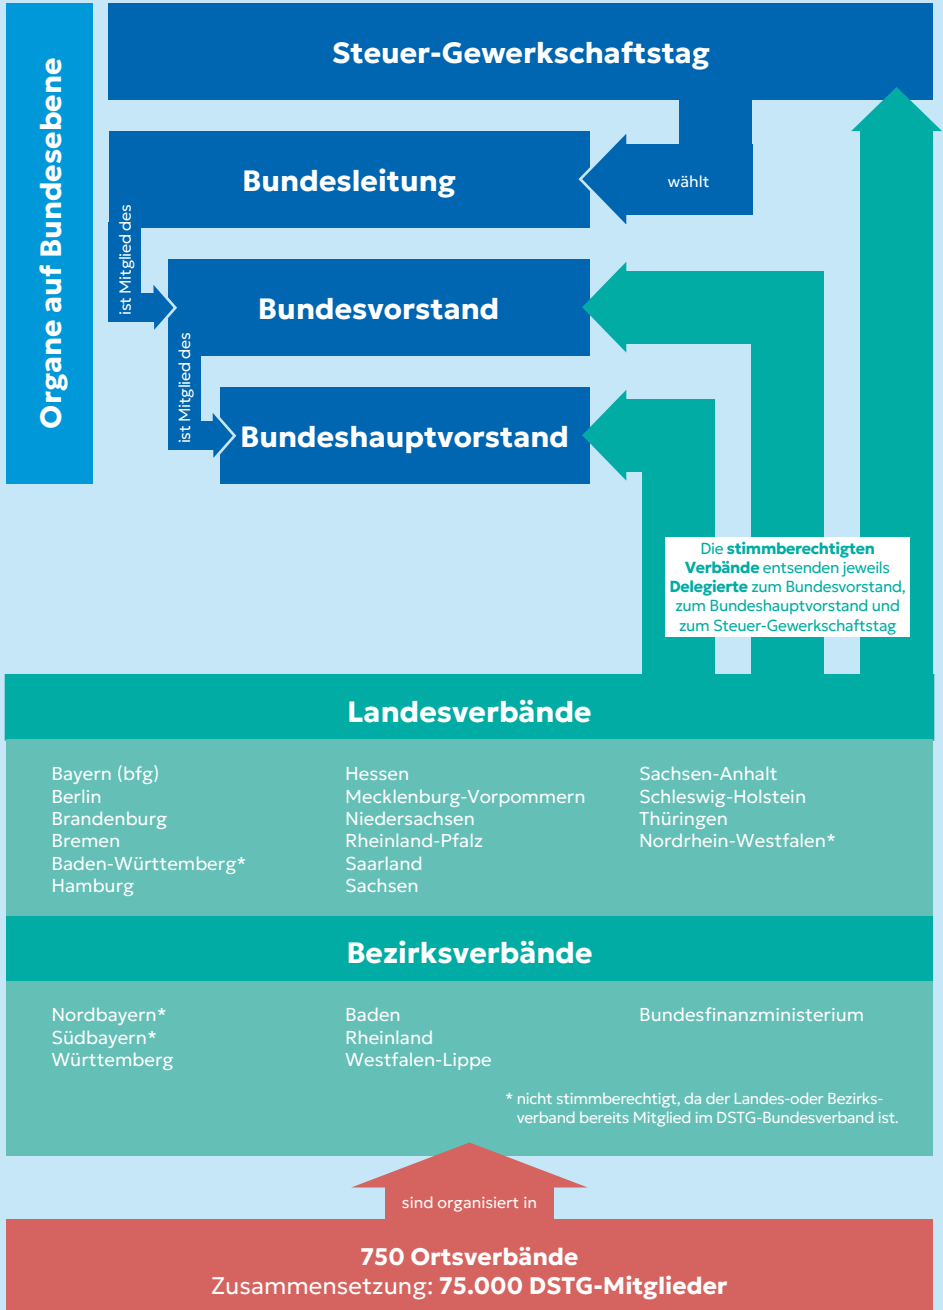 Organe auf Bundesebene
Steuer-Gewerkschaftstag
Bundesleitung
wählt
ist Mitglied des
Bundesvorstand
ist Mitglied des
Bundeshauptvorstand
Die stimmberechtigten
Verbände entsenden jeweils
Delegierte zum Bundesvorstand,
zum Bundeshauptvorstand und
zum Steuer-Gewerkschaftstag
Landesverbände
Bayern (bfg)
Berlin
Brandenburg
Bremen
Baden-Württemberg*
Hamburg
Hessen
Mecklenburg-Vorpommern
Niedersachsen
Rheinland-Pfalz
Saarland
Sachsen
Sachsen-Anhalt
Schleswig-Holstein
Thüringen
Nordrhein-Westfalen*
Bezirksverbände
Nordbayern*
Südbayern*
Württemberg
Baden
Rheinland
Westfalen-Lippe
Bundesfinanzministerium
* nicht stimmberechtigt, da der Landes-oder Bezirks-
verband bereits Mitglied im DSTG-Bundesverband ist.
sind organisiert in
750 Ortsverbände
Zusammensetzung: 75.000 DSTG-Mitglieder